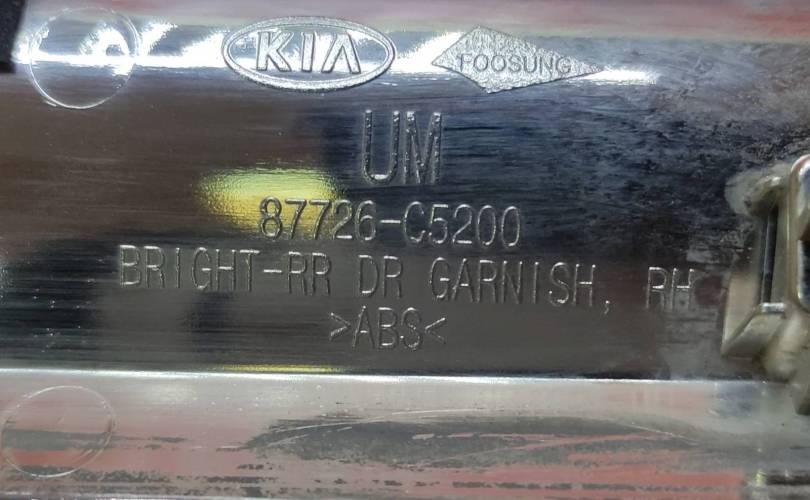 KIA FOOSUNG
UM
87726-C5200
BRIGHT-RR DR GARNISH, RH
>ABS<